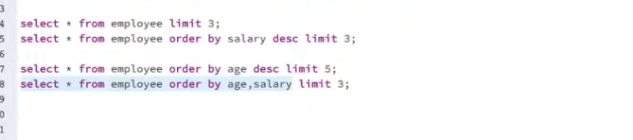 3
4 select * from employee limit 3;
5 select * from employee order by salary desc limit 3;
6
7 select * from employee order by age desc limit 5;
8 select * from employee order by age,salary limit 3;
9
0
1